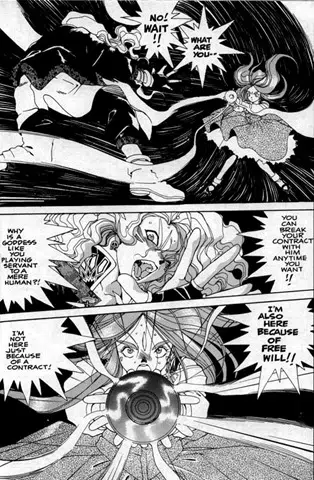 NO!
WAIT!!
WHAT
ARE
YOU--
WHY
IS A
GODDESS
LIKE
YOU
PLAYING
SERVANT
TO A
MERE
HUMAN?!
YOU
CAN
BREAK
YOUR
CONTRACT
WITH
HIM
ANYTIME
YOU
WANT
!!
I'M
NOT
HERE
JUST
BECAUSE
OF A
CONTRACT!
I'M
ALSO
HERE
BECAUSE
OF
FREE
WILL!!